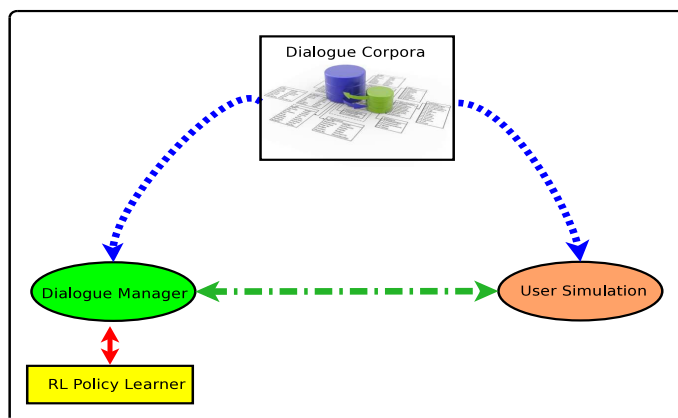 Dialogue Corpora
Dialogue Manager
User Simulation
RL Policy Learner